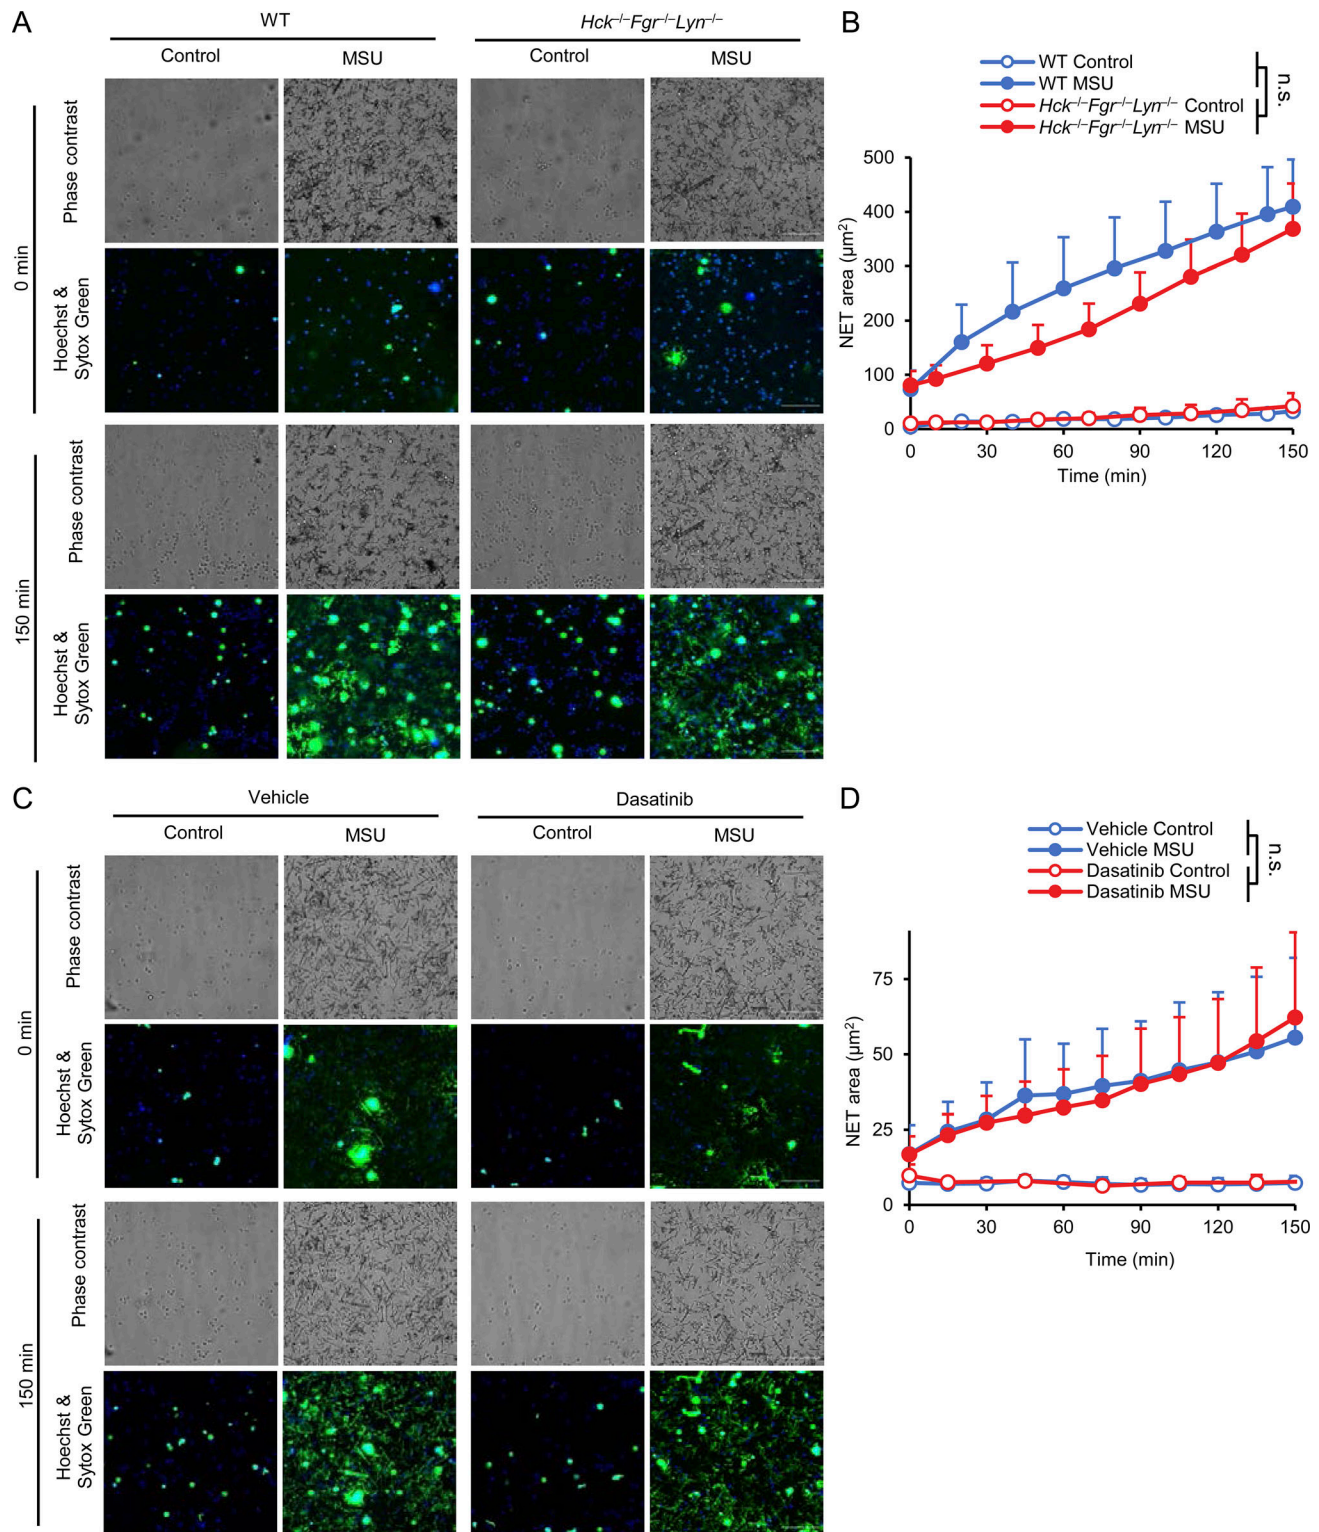 A
WT
Hck–/–Fgr–/–Lyn–/–
Control
MSU
Control
MSU
0 min
Phase contrast
Hoechst &
Sytox Green
150 min
Phase contrast
Hoechst &
Sytox Green
B
WT Control
WT MSU
Hck–/–Fgr–/–Lyn–/– Control
Hck–/–Fgr–/–Lyn–/– MSU
n.s.
NET area (μm2)
500
400
300
200
100
0
0
30
60
90
120
150
Time (min)
C
Vehicle
Dasatinib
Control
MSU
Control
MSU
0 min
Phase contrast
Hoechst &
Sytox Green
150 min
Phase contrast
Hoechst &
Sytox Green
D
Vehicle Control
Vehicle MSU
Dasatinib Control
Dasatinib MSU
n.s.
NET area (μm2)
75
50
25
0
0
30
60
90
120
150
Time (min)